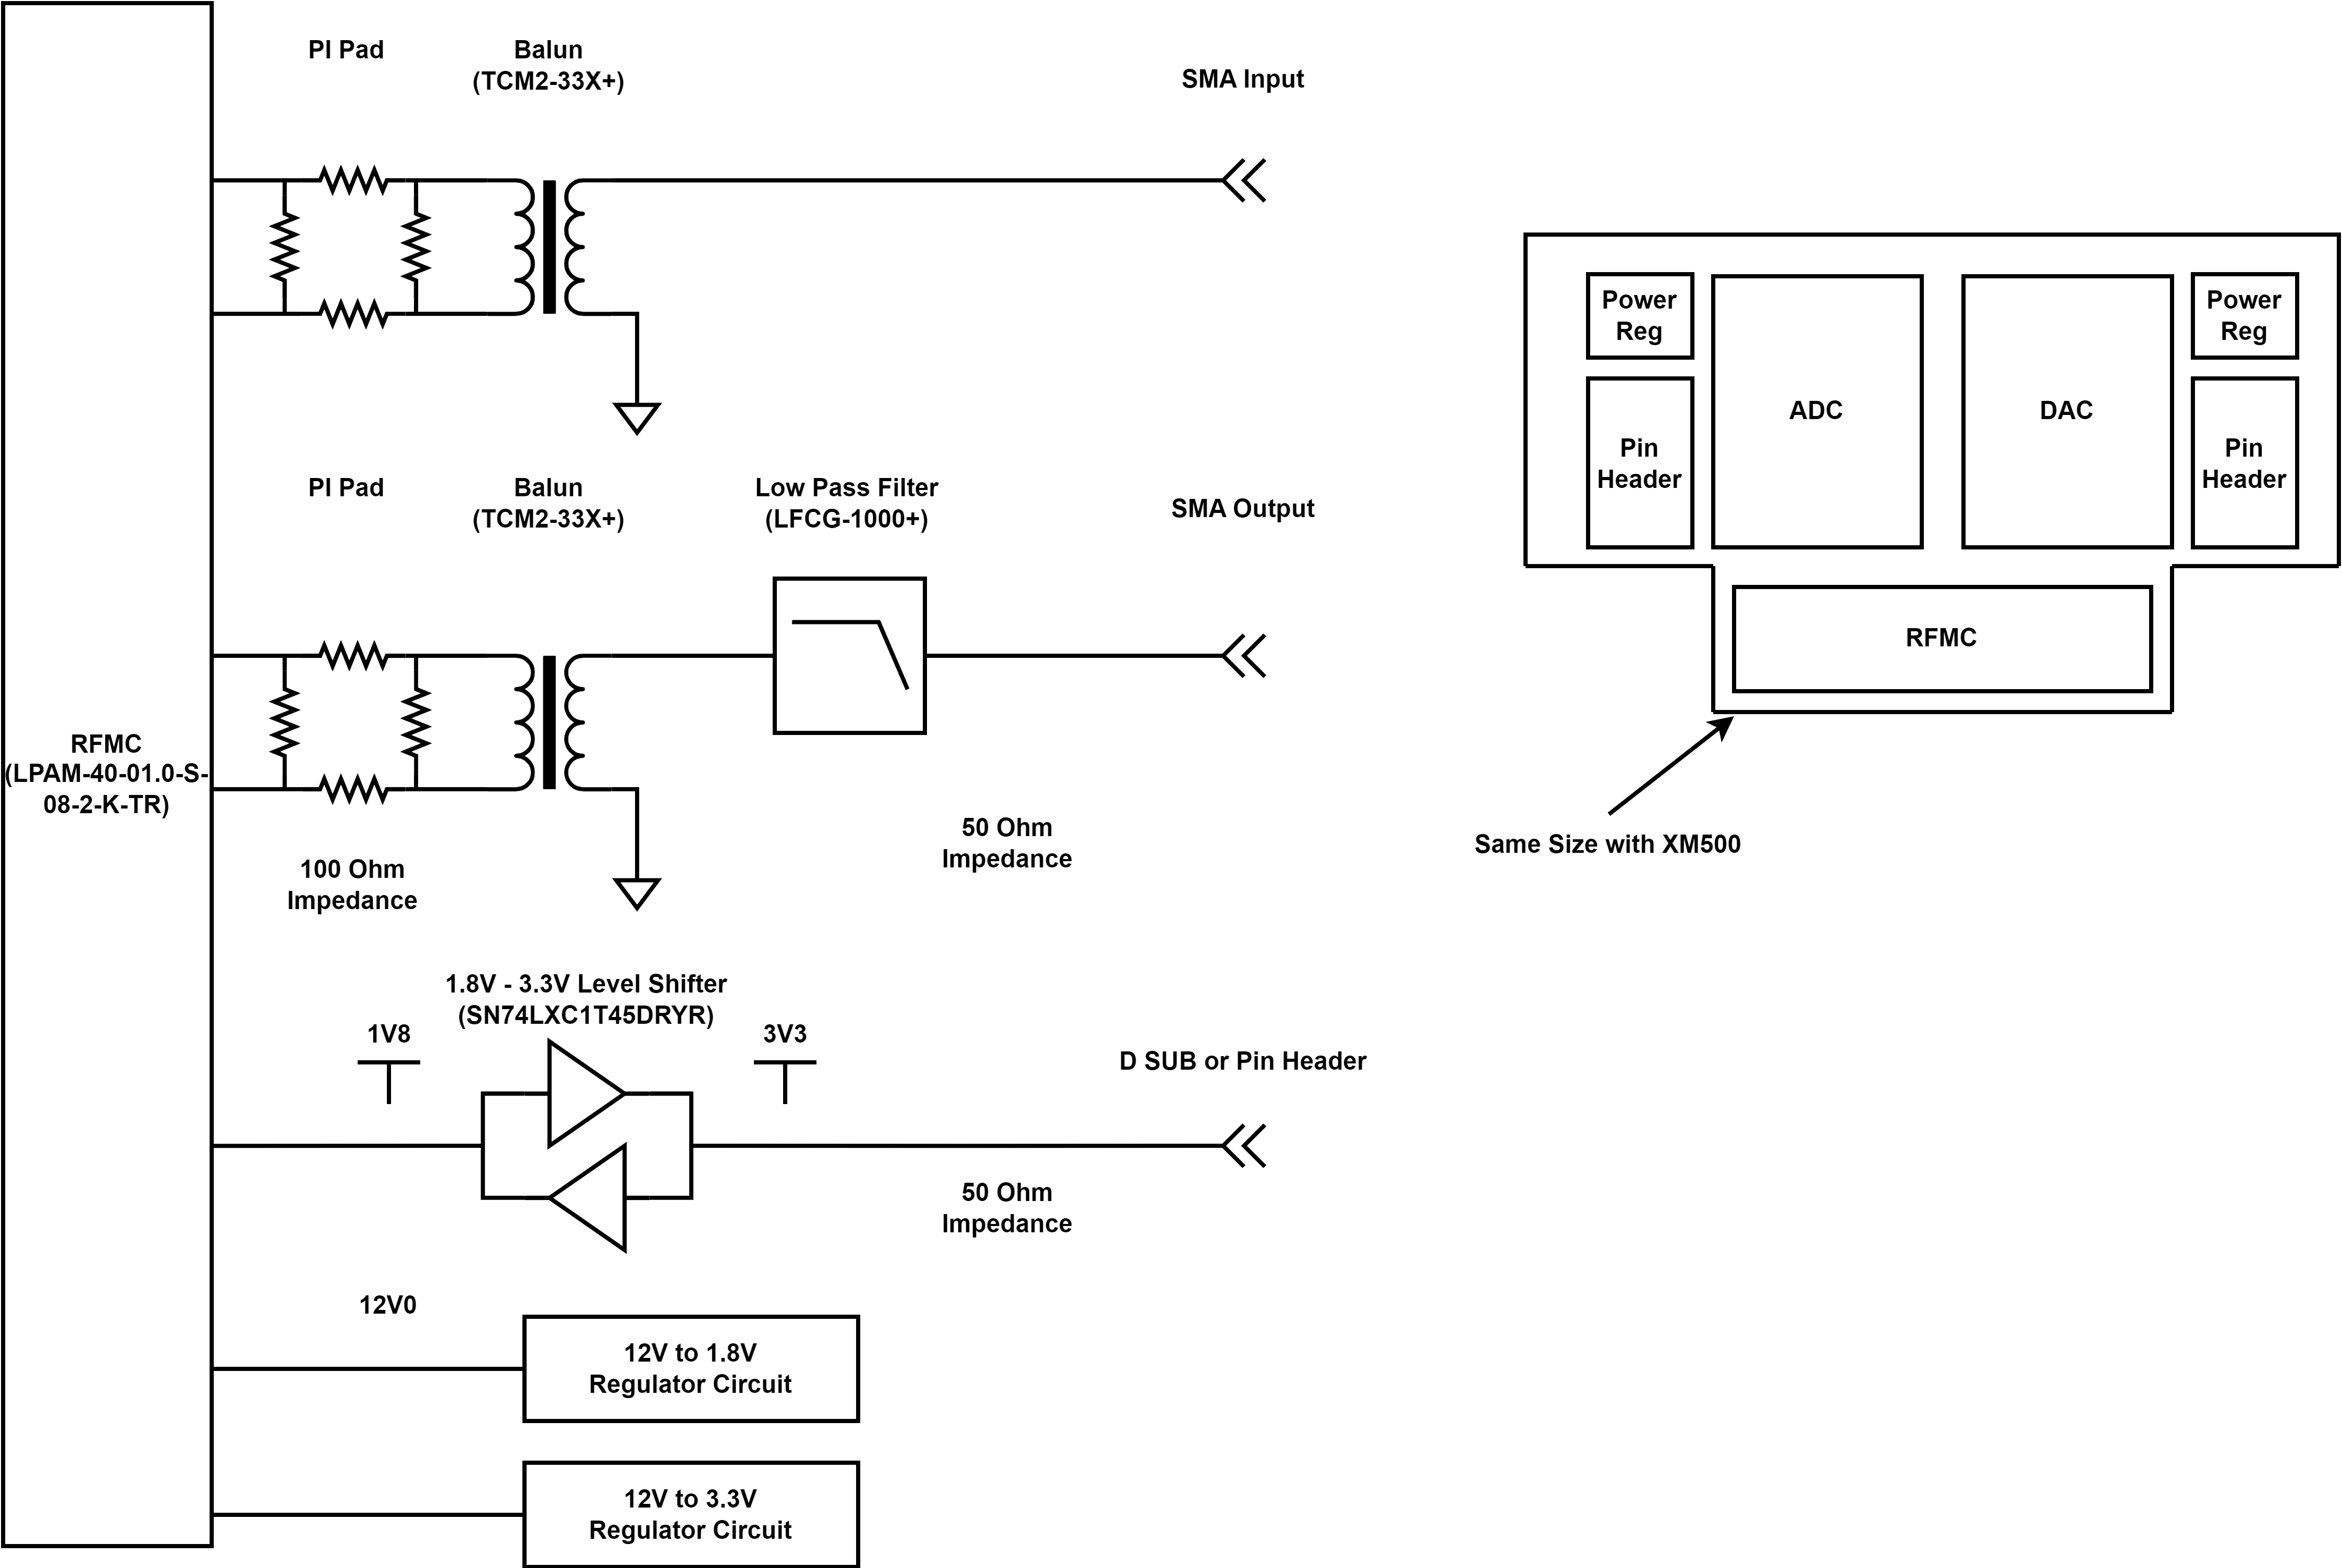 PI Pad
Balun
(TCM2-33X+)
SMA Input
PI Pad
Balun
(TCM2-33X+)
Low Pass Filter
(LFCG-1000+)
SMA Output
RFMC
(LPAM-40-01.0-S-
08-2-K-TR)
100 Ohm
Impedance
50 Ohm
Impedance
1.8V - 3.3V Level Shifter
(SN74LXC1T45DRYR)
1V8
3V3
D SUB or Pin Header
50 Ohm
Impedance
12V0
12V to 1.8V
Regulator Circuit
12V to 3.3V
Regulator Circuit
Power
Reg
Pin
Header
ADC
DAC
Power
Reg
Pin
Header
RFMC
Same Size with XM500